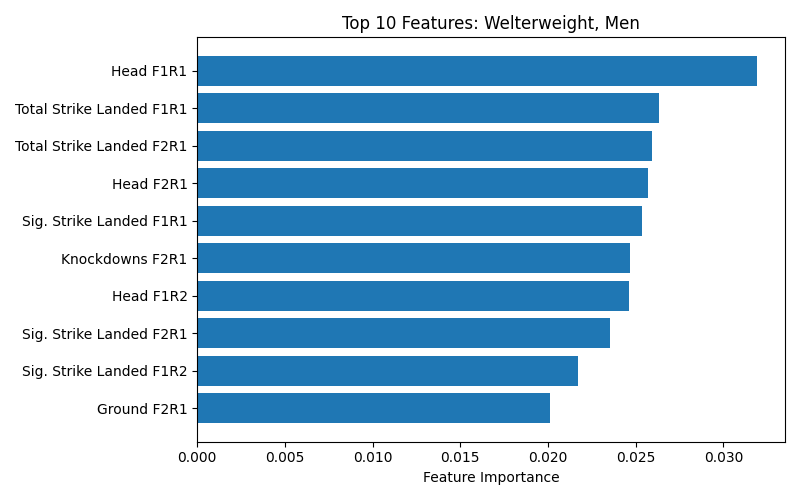 Top 10 Features: Welterweight, Men
Head F1R1
Total Strike Landed F1R1
Total Strike Landed F2R1
Head F2R1
Sig. Strike Landed F1R1
Knockdowns F2R1
Head F1R2
Sig. Strike Landed F2R1
Sig. Strike Landed F1R2
Ground F2R1
0.000 0.005 0.010 0.015 0.020 0.025 0.030
Feature Importance